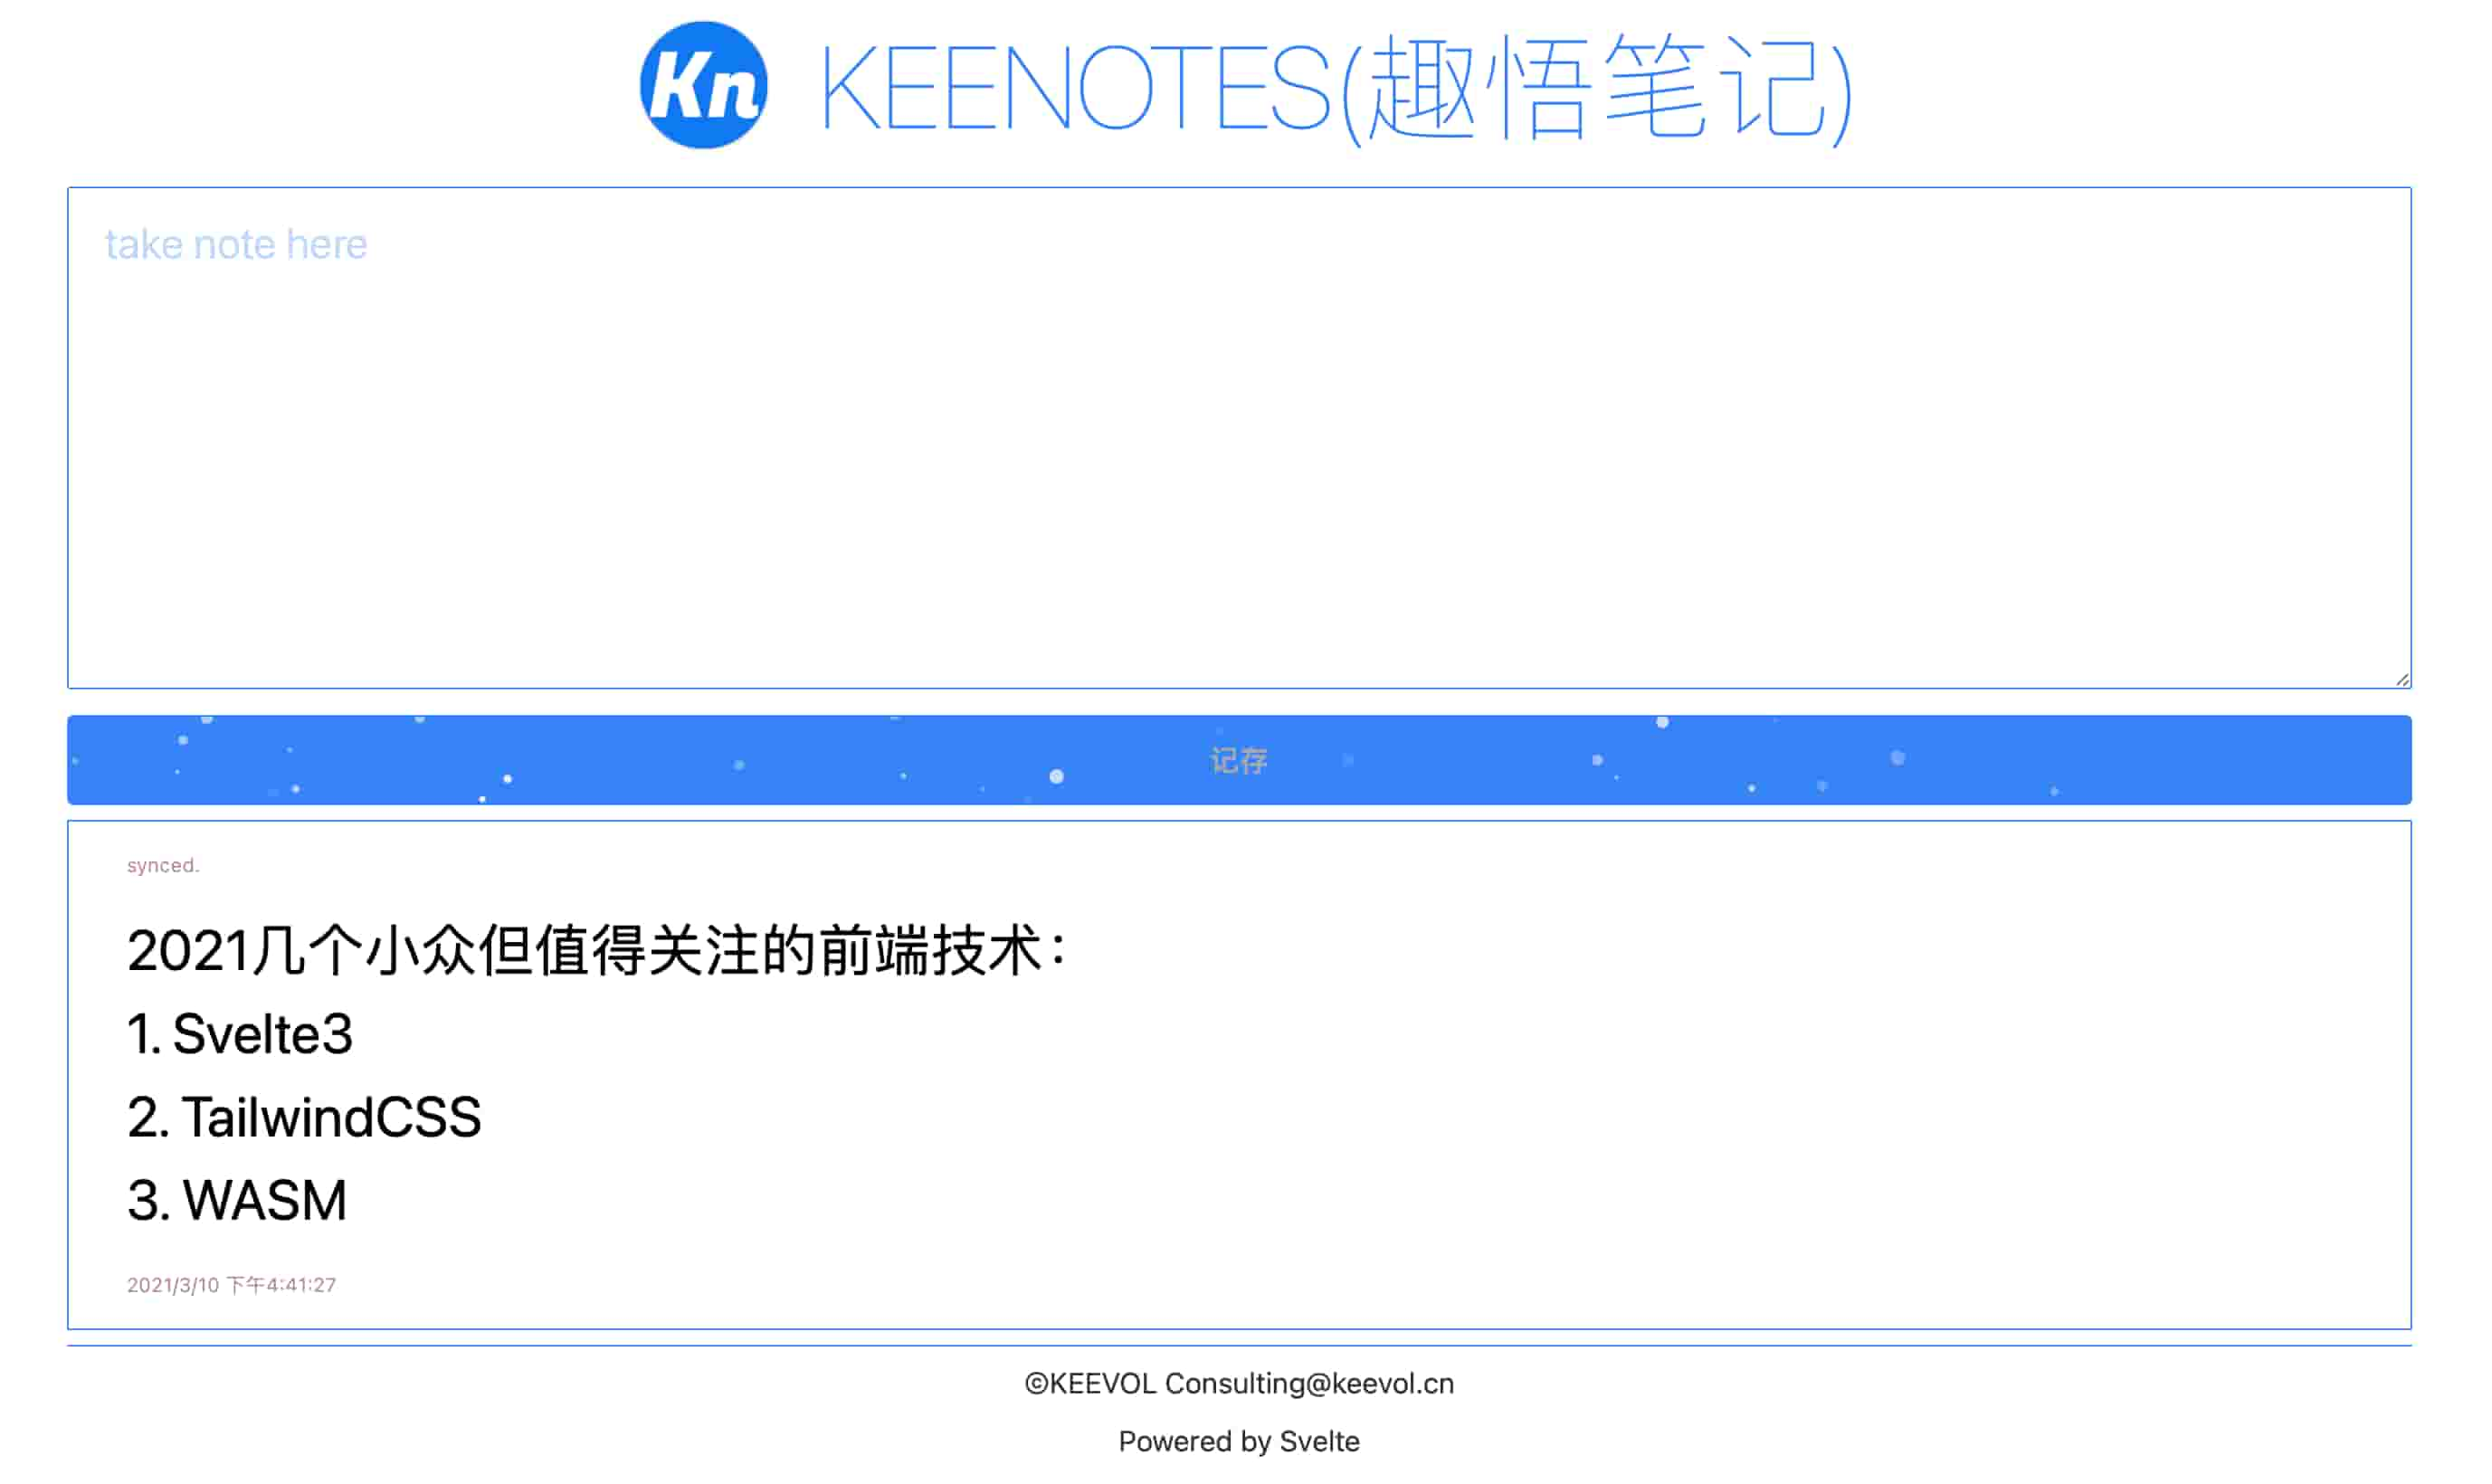 Kn KEENOTES(趣悟笔记)
take note here
记存
synced.
2021几个小众但值得关注的前端技术：
1. Svelte3
2. TailwindCSS
3. WASM
2021/3/10 下午4:41:27
©KEEVOL Consulting@keevol.cn
Powered by Svelte